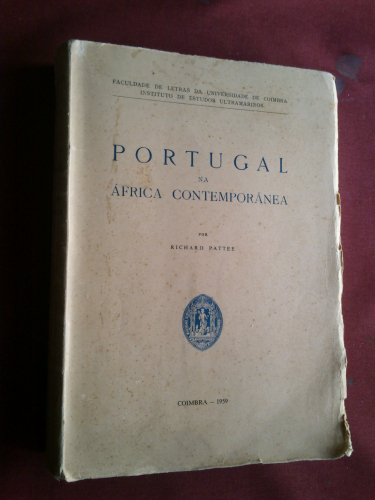 FACULDADE DE LETRAS DA UNIVERSIDADE DE COIMBRA
INSTITUTO DE ESTUDOS ULTRAMARINOS
PORTUGAL
NA
ÁFRICA CONTEMPORÂNEA
POR
RICHARD PATTEE
COIMBRA — 1959